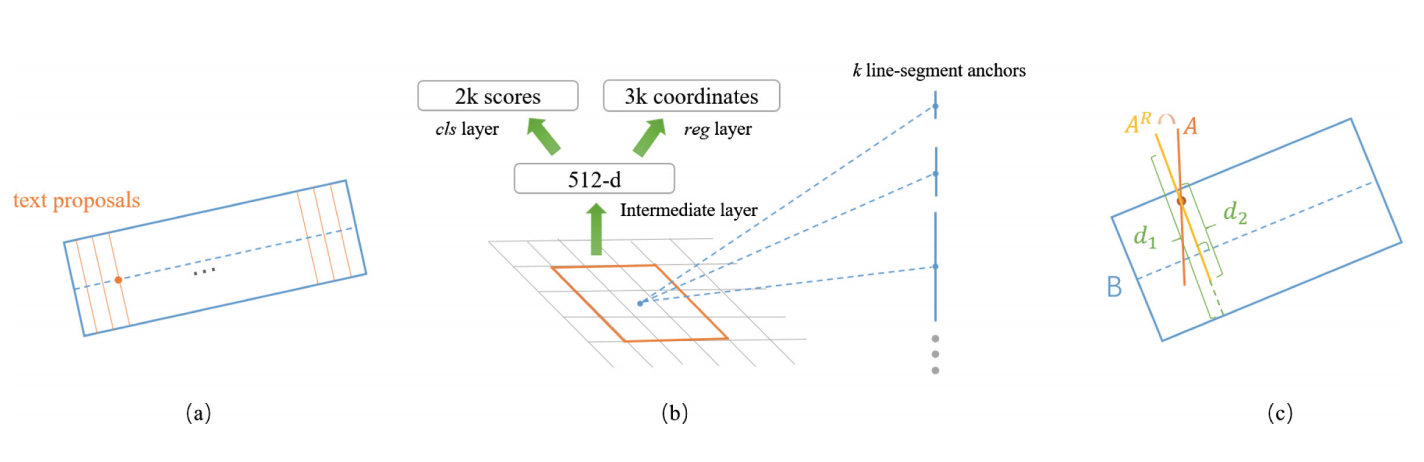 text proposals
...
(a)
2k scores
3k coordinates
cls layer
reg layer
512-d
Intermediate layer
k line-segment anchors
(b)
A^R A
d_1
d_2
B
(c)